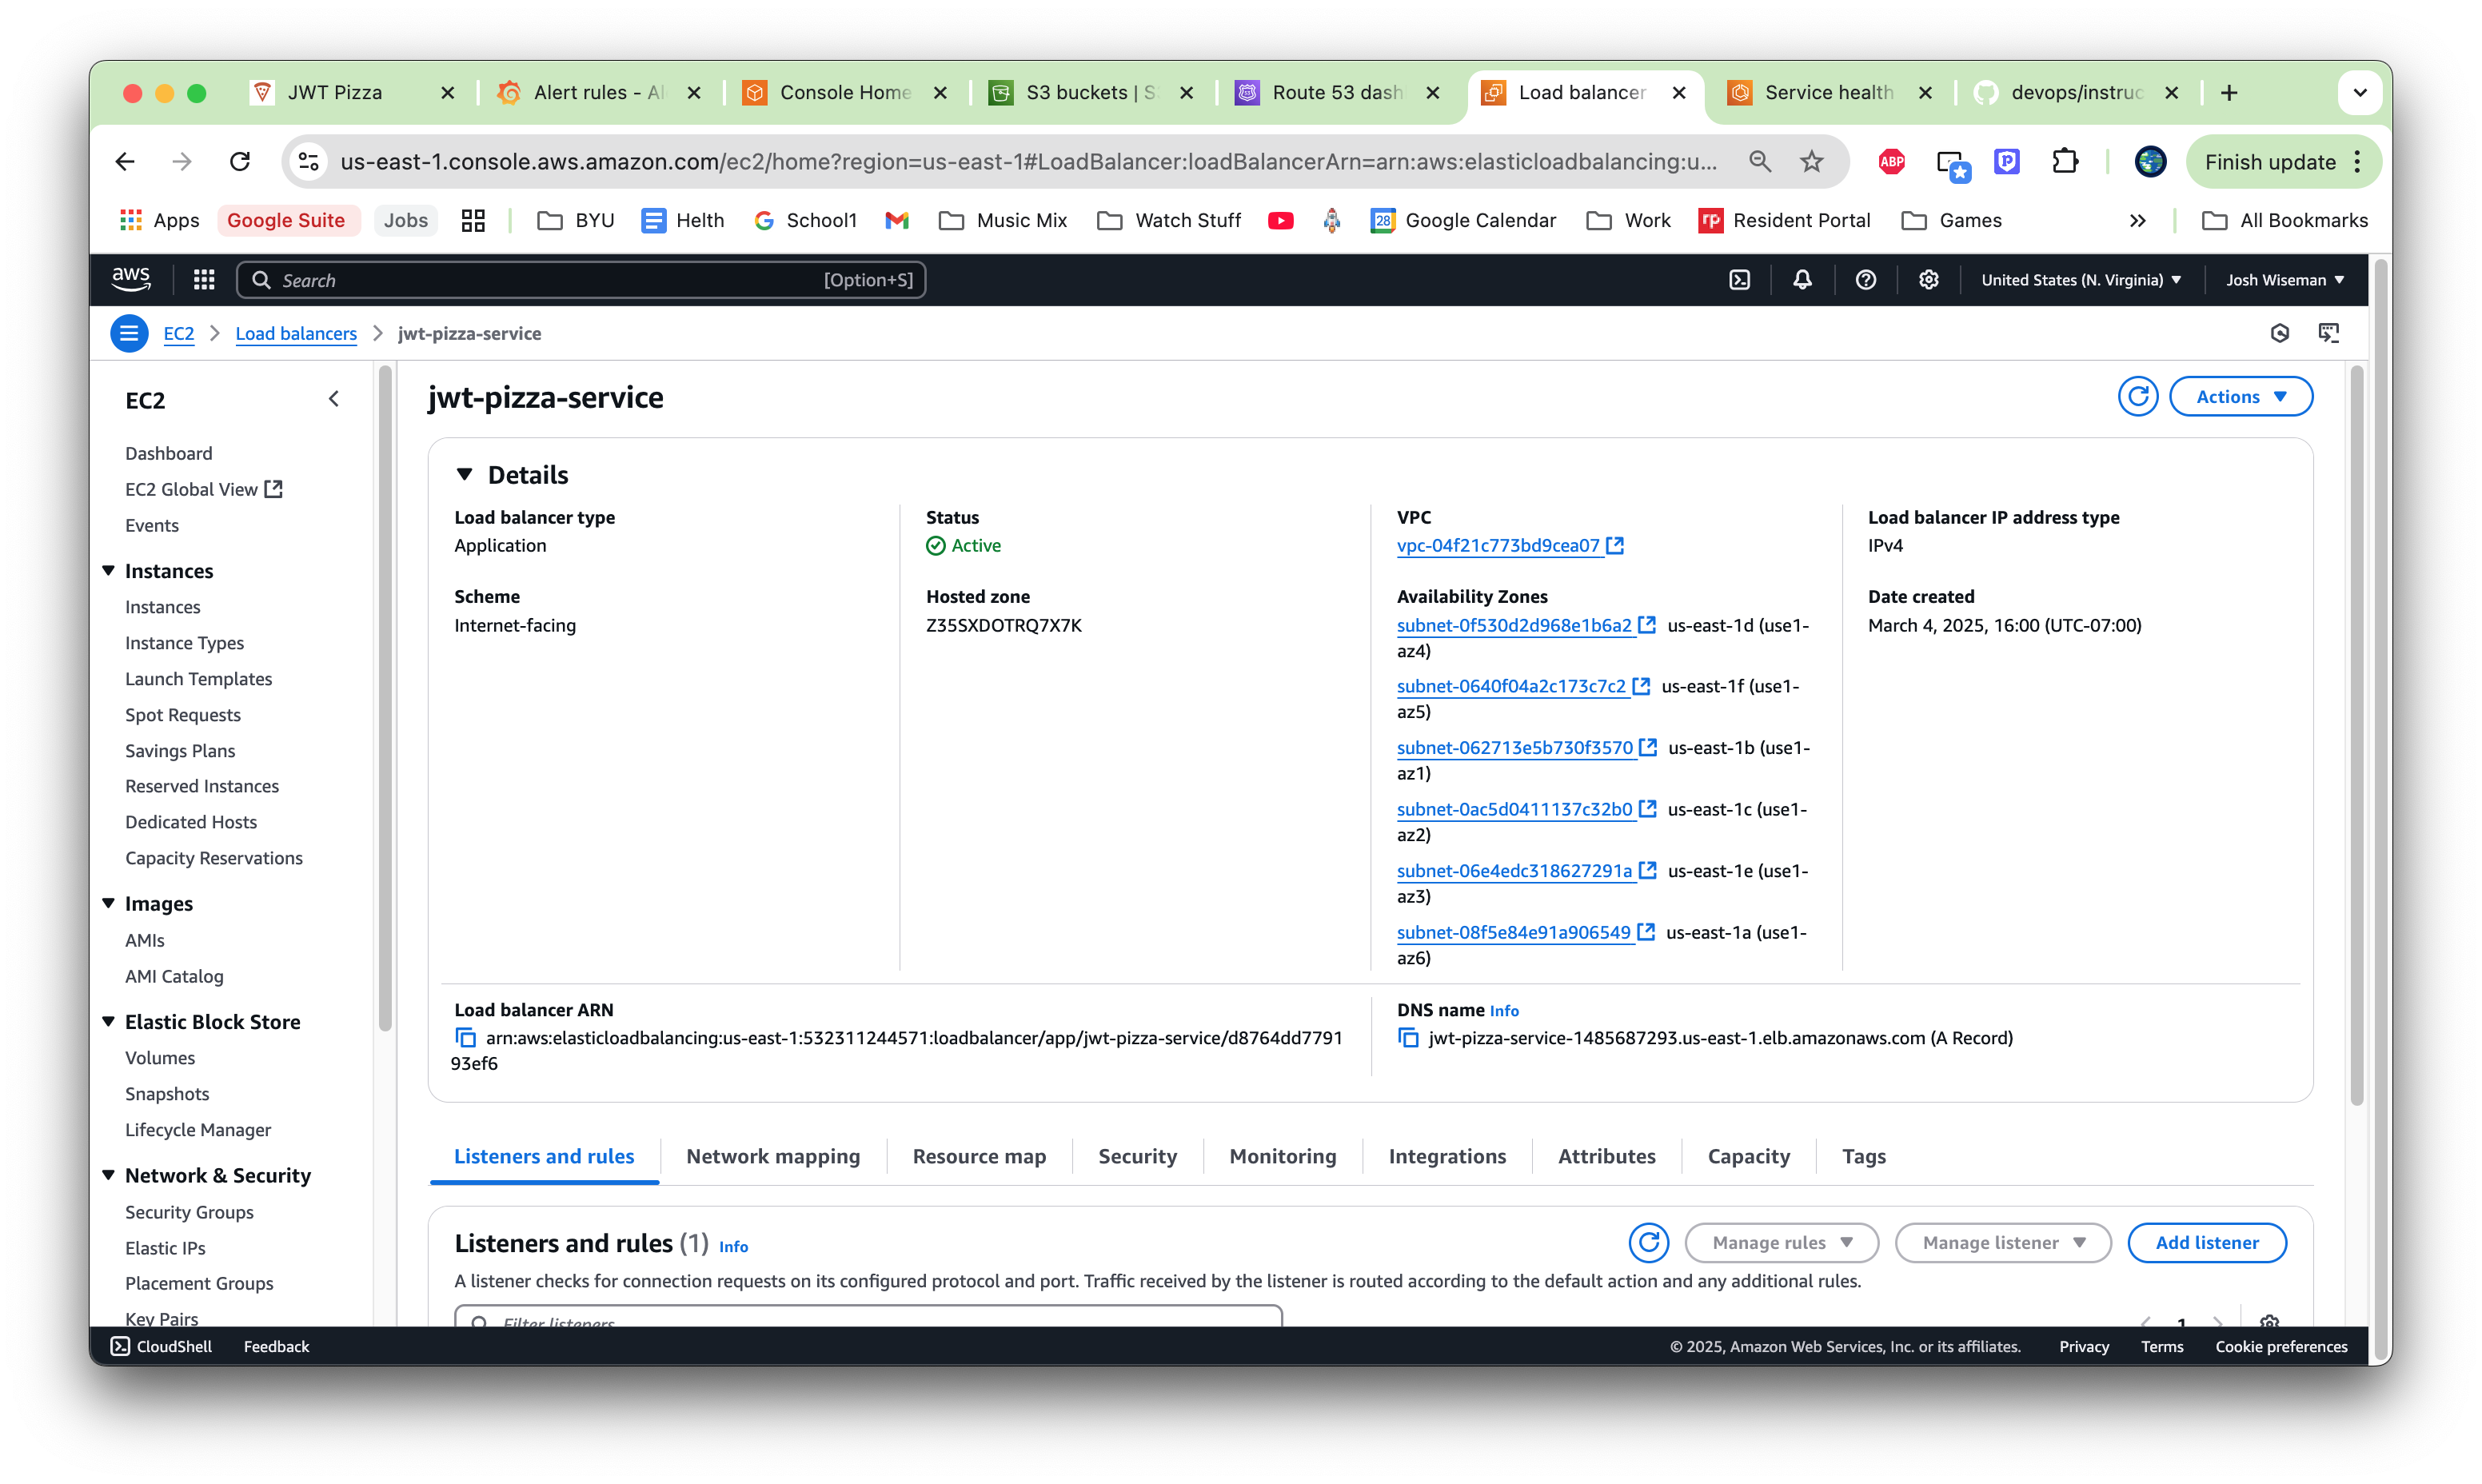 JWT Pizza
Alert rules - Al
Console Home
S3 buckets | S
Route 53 dash
Load balancer
Service health
devops/instruc
us-east-1.console.aws.amazon.com/ec2/home?region=us-east-1#LoadBalancer:loadBalancerArn=arn:aws:elasticloadbalancing:u...
ABP
Finish update
Apps
Google Suite
Jobs
BYU
Helth
School1
Music Mix
Watch Stuff
28
Google Calendar
Work
rp
Resident Portal
Games
All Bookmarks
aws
Search
[Option+S]
United States (N. Virginia)
Josh Wiseman
EC2
Load balancers
jwt-pizza-service
EC2
Dashboard
EC2 Global View
Events
Instances
Instances
Instance Types
Launch Templates
Spot Requests
Savings Plans
Reserved Instances
Dedicated Hosts
Capacity Reservations
Images
AMIs
AMI Catalog
Elastic Block Store
Volumes
Snapshots
Lifecycle Manager
Network & Security
Security Groups
Elastic IPs
Placement Groups
Key Pairs
jwt-pizza-service
Actions
Details
Load balancer type
Application
Scheme
Internet-facing
Status
Active
Hosted zone
Z35SXDOTRQ7X7K
VPC
vpc-04f21c773bd9cea07
Availability Zones
subnet-0f530d2d968e1b6a2 us-east-1d (use1-
az4)
subnet-0640f04a2c173c7c2 us-east-1f (use1-
az5)
subnet-062713e5b730f3570 us-east-1b (use1-
az1)
subnet-0ac5d0411137c32b0 us-east-1c (use1-
az2)
subnet-06e4edc318627291a us-east-1e (use1-
az3)
subnet-08f5e84e91a906549 us-east-1a (use1-
az6)
Load balancer IP address type
IPv4
Date created
March 4, 2025, 16:00 (UTC-07:00)
Load balancer ARN
arn:aws:elasticloadbalancing:us-east-1:532311244571:loadbalancer/app/jwt-pizza-service/d8764dd7791
93ef6
DNS name Info
jwt-pizza-service-1485687293.us-east-1.elb.amazonaws.com (A Record)
Listeners and rules
Network mapping
Resource map
Security
Monitoring
Integrations
Attributes
Capacity
Tags
Listeners and rules (1) Info
Manage rules
Manage listener
Add listener
A listener checks for connection requests on its configured protocol and port. Traffic received by the listener is routed according to the default action and any additional rules.
Filter listeners
1
CloudShell
Feedback
© 2025, Amazon Web Services, Inc. or its affiliates.
Privacy
Terms
Cookie preferences